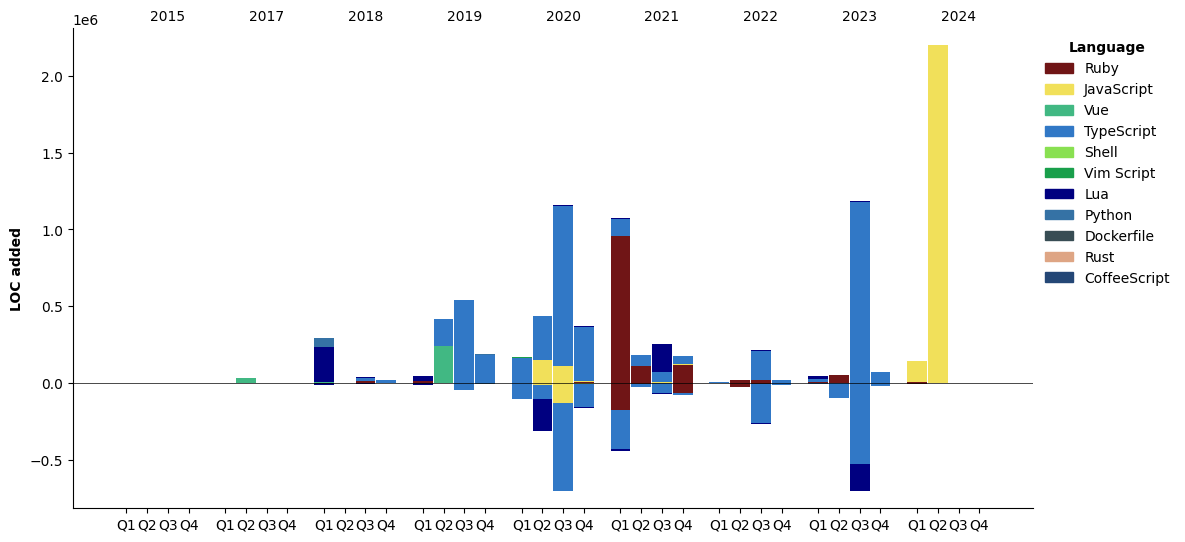 1e6
2015 2017 2018 2019 2020 2021 2022 2023 2024
2.0
1.5
1.0
0.5
0.0
−0.5
LOC added
Q1 Q2 Q3 Q4 Q1 Q2 Q3 Q4 Q1 Q2 Q3 Q4 Q1 Q2 Q3 Q4 Q1 Q2 Q3 Q4 Q1 Q2 Q3 Q4 Q1 Q2 Q3 Q4 Q1 Q2 Q3 Q4 Q1 Q2 Q3 Q4
Language
Ruby
JavaScript
Vue
TypeScript
Shell
Vim Script
Lua
Python
Dockerfile
Rust
CoffeeScript